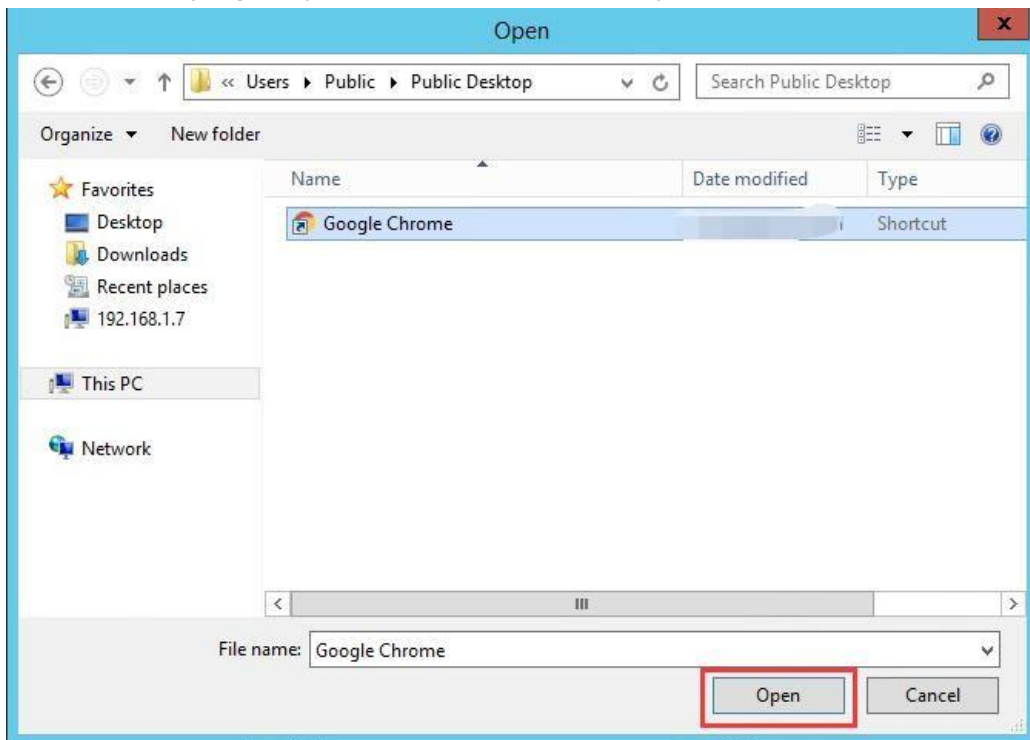 Open
x
« Users Public Public Desktop
Search Public Desktop
Organize New folder
Name Date modified Type
Favorites
Google Chrome Shortcut
Desktop
Downloads
Recent places
192.168.1.7
This PC
Network
File name: Google Chrome
Open Cancel